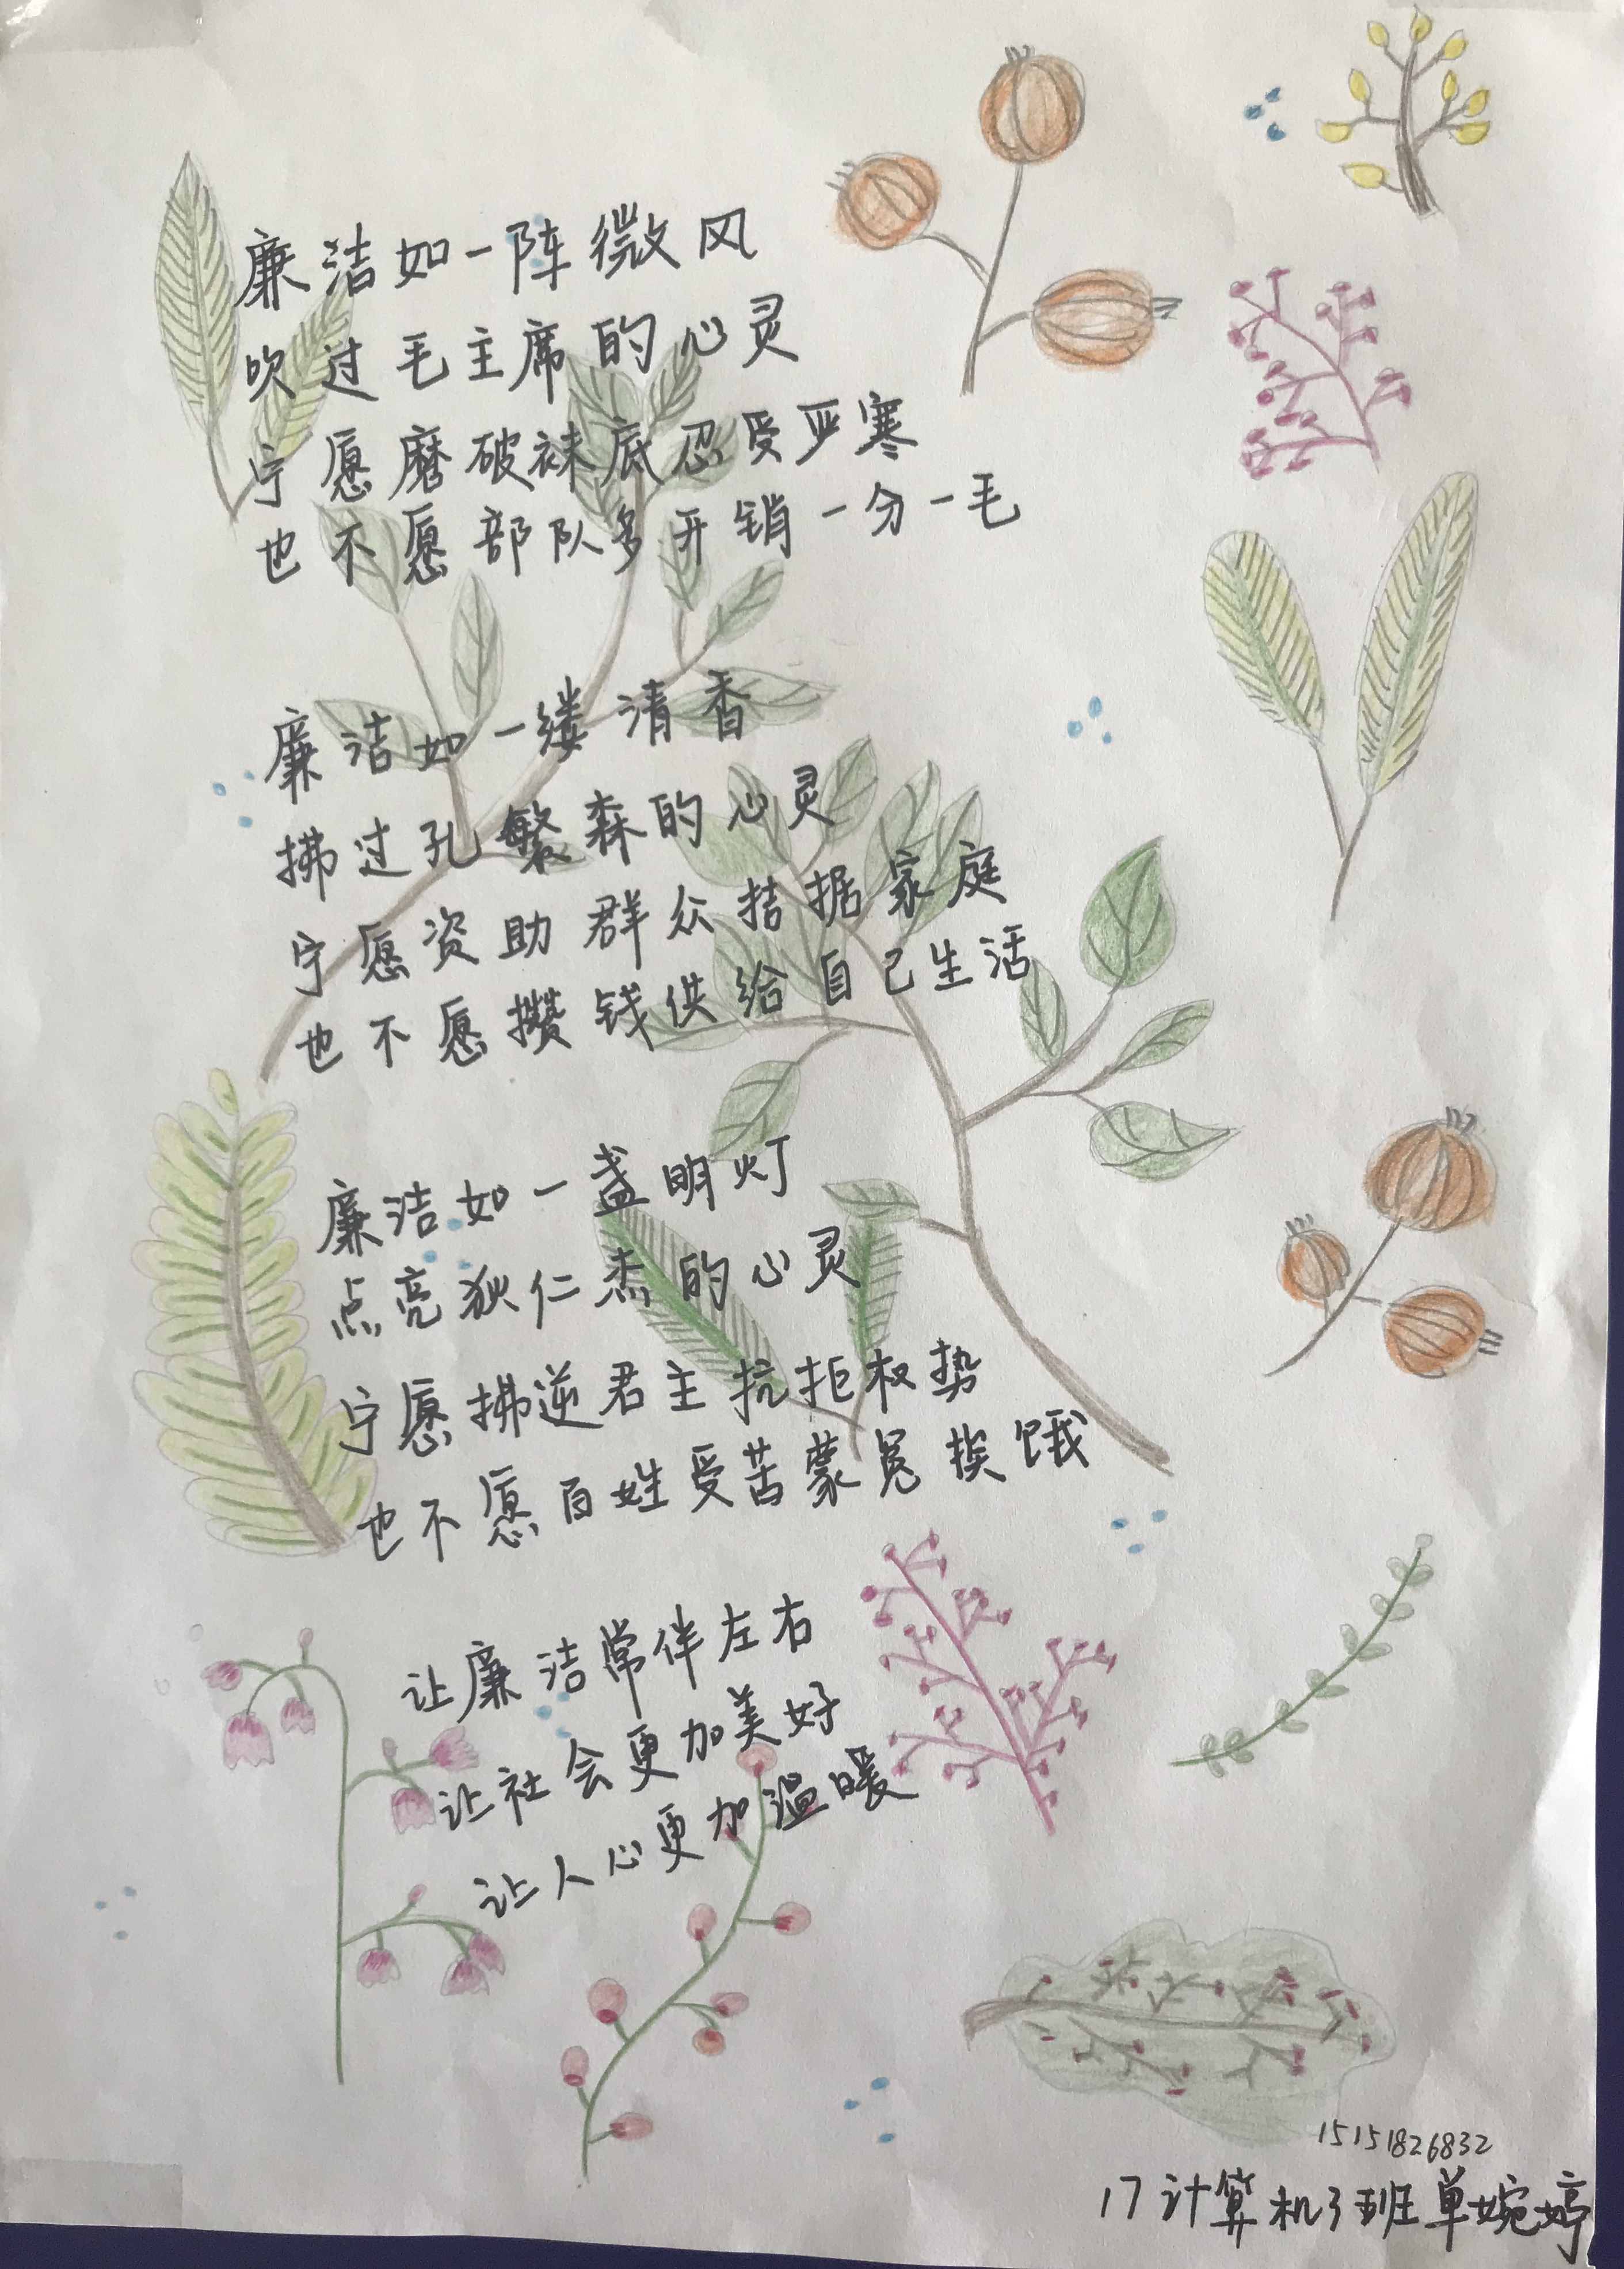 廉洁如一阵微风
吹过毛主席的心灵
宁愿磨破袜底忍受严寒
也不愿部队多开销一分一毛
廉洁如一缕清香
拂过孔繁森的心灵
宁愿资助群众拮据家庭
也不愿攒钱供给自己生活
廉洁如一盏明灯
点亮狄仁杰的心灵
宁愿拂逆君主抗拒权势
也不愿百姓受苦蒙冤挨饿
让廉洁常伴左右
让社会更加美好
让人心更加温暖
15151826832
17计算机3班单婉婷